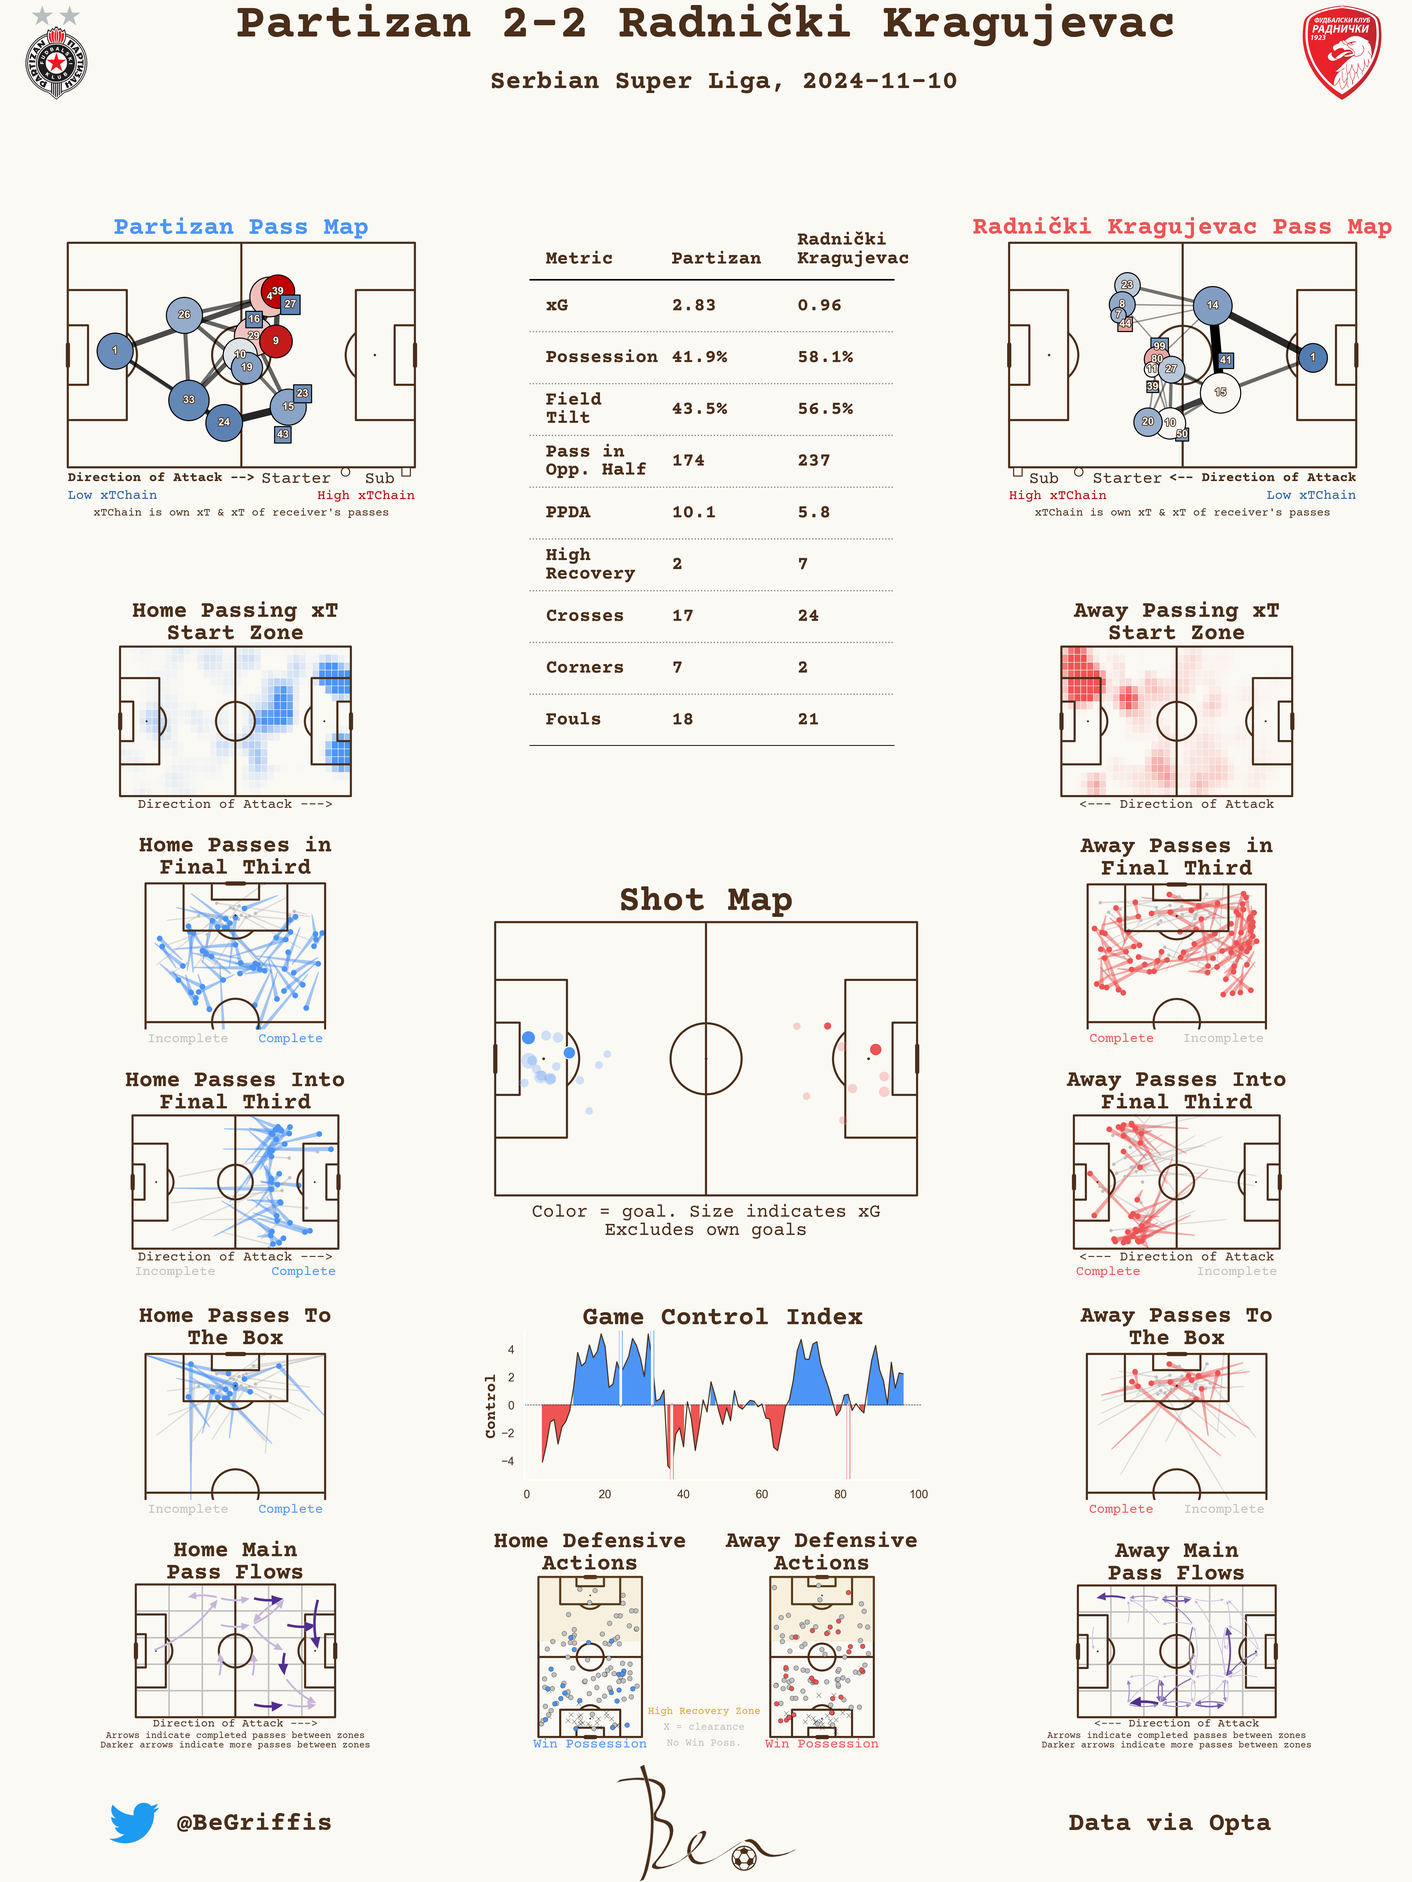 Partizan 2-2 Radnički Kragujevac
Serbian Super Liga, 2024-11-10
PARTIZAN ПАРТИЗАН
FUDBALSKI KLUB
ФУДБАЛСКИ КЛУБ
РАДНИЧКИ
1923
Partizan Pass Map
1
26
33
24
10
19
29
16
4
39
27
9
15
23
43
Direction of Attack --> Starter Sub
Low xTChain High xTChain
xTChain is own xT & xT of receiver's passes
Metric Partizan Radnički Kragujevac
xG 2.83 0.96
Possession 41.9% 58.1%
Field Tilt 43.5% 56.5%
Pass in Opp. Half 174 237
PPDA 10.1 5.8
High Recovery 2 7
Crosses 17 24
Corners 7 2
Fouls 18 21
Radnički Kragujevac Pass Map
23
8
7
44
14
99
80
11
27
39
41
1
15
20
10
50
Sub Starter <-- Direction of Attack
High xTChain Low xTChain
xTChain is own xT & xT of receiver's passes
Home Passing xT
Start Zone
Direction of Attack --->
Away Passing xT
Start Zone
<--- Direction of Attack
Home Passes in
Final Third
Incomplete Complete
Away Passes in
Final Third
Complete Incomplete
Shot Map
Color = goal. Size indicates xG
Excludes own goals
Home Passes Into
Final Third
Direction of Attack --->
Incomplete Complete
Away Passes Into
Final Third
<--- Direction of Attack
Complete Incomplete
Home Passes To
The Box
Incomplete Complete
Game Control Index
Control
4
2
0
−2
−4
0 20 40 60 80 100
Away Passes To
The Box
Complete Incomplete
Home Main
Pass Flows
Direction of Attack --->
Arrows indicate completed passes between zones
Darker arrows indicate more passes between zones
Home Defensive
Actions
Win Possession
Away Defensive
Actions
Win Possession
High Recovery Zone
X = clearance
No Win Poss.
Away Main
Pass Flows
<--- Direction of Attack
Arrows indicate completed passes between zones
Darker arrows indicate more passes between zones
@BeGriffis
Ben
Data via Opta